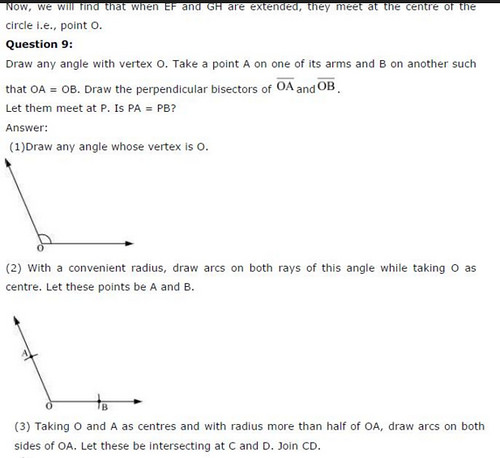 Now, we will find that when EF and GH are extended, they meet at the centre of the
circle i.e., point O.
Question 9:
Draw any angle with vertex O. Take a point A on one of its arms and B on another such
that OA = OB. Draw the perpendicular bisectors of OA and OB.
Let them meet at P. Is PA = PB?
Answer:
(1)Draw any angle whose vertex is O.
O
(2) With a convenient radius, draw arcs on both rays of this angle while taking O as
centre. Let these points be A and B.
A
O
B
(3) Taking O and A as centres and with radius more than half of OA, draw arcs on both
sides of OA. Let these be intersecting at C and D. Join CD.